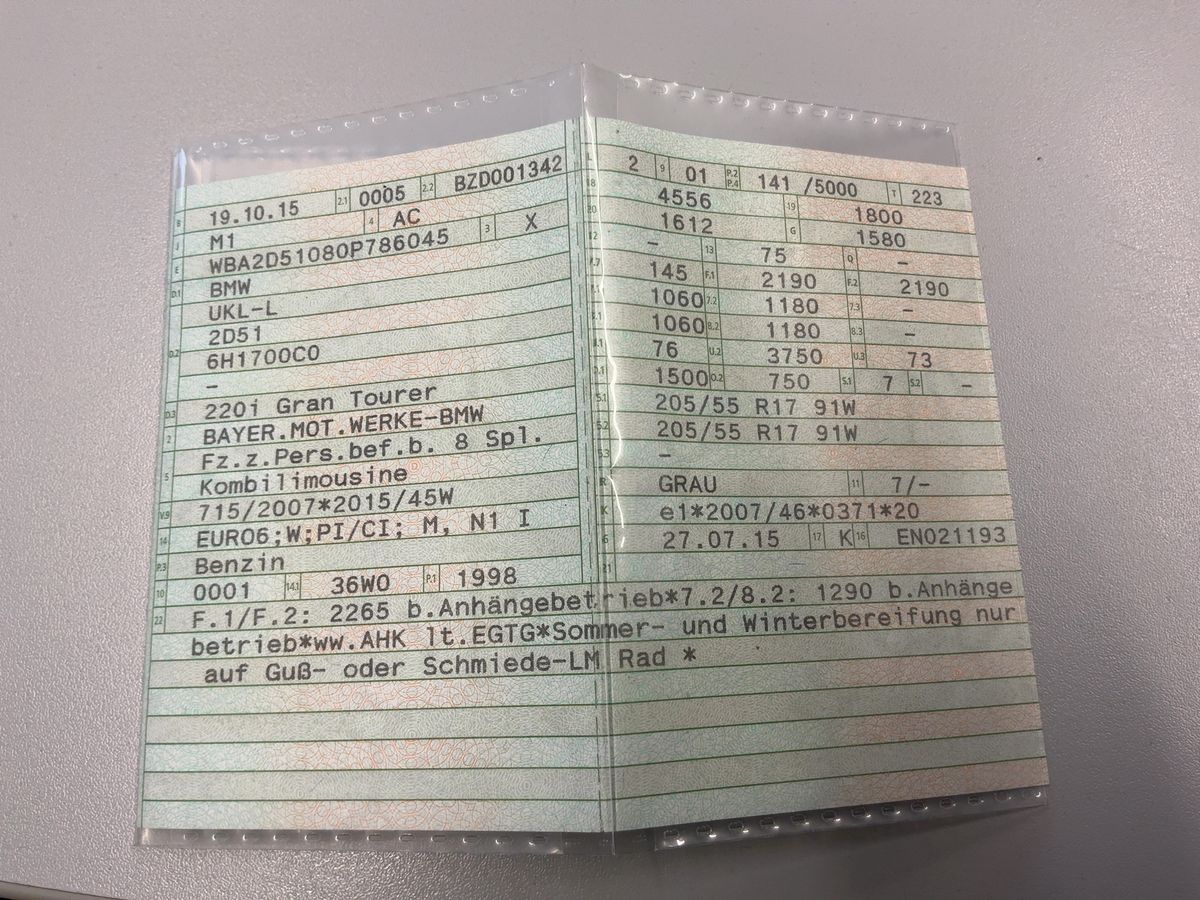 B 19.10.15 2.1 0005 2.2 BZD001342
J M1 4 AC
E WBA2D51080P786045 3 X
D.1 BMW
UKL-L
D.2 2D51
6H1700C0
-
D.3 220i Gran Tourer
2 BAYER.MOT.WERKE-BMW
Fz.z.Pers.bef.b. 8 Spl.
5 Kombilimousine
V.9 715/2007*2015/45W
14 EURO6;W;PI/CI; M, N1 I
P.3 Benzin
10 0001 14.1 36W0 P.1 1998
L 2 9 01 P.2 P.4 141 /5000 T 223
18 4556 19 1800
20 1612 G 1580
12 - 13 75 Q -
V.7 145 F.1 2190 F.2 2190
1060 7.2 1180 7.3 -
1060 8.2 1180 8.3 -
U.1 76 U.2 3750 U.3 73
O.1 1500 O.2 750 S.1 7 S.2 -
15.1 205/55 R17 91W
15.2 205/55 R17 91W
15.3 -
R GRAU 11 7/-
K e1*2007/46*0371*20
6 27.07.15 17 K 16 EN021193
21
22 F.1/F.2: 2265 b.Anhängebetrieb*7.2/8.2: 1290 b.Anhänge
betrieb*ww.AHK lt.EGTG*Sommer- und Winterbereifung nur
auf Guß- oder Schmiede-LM Rad *